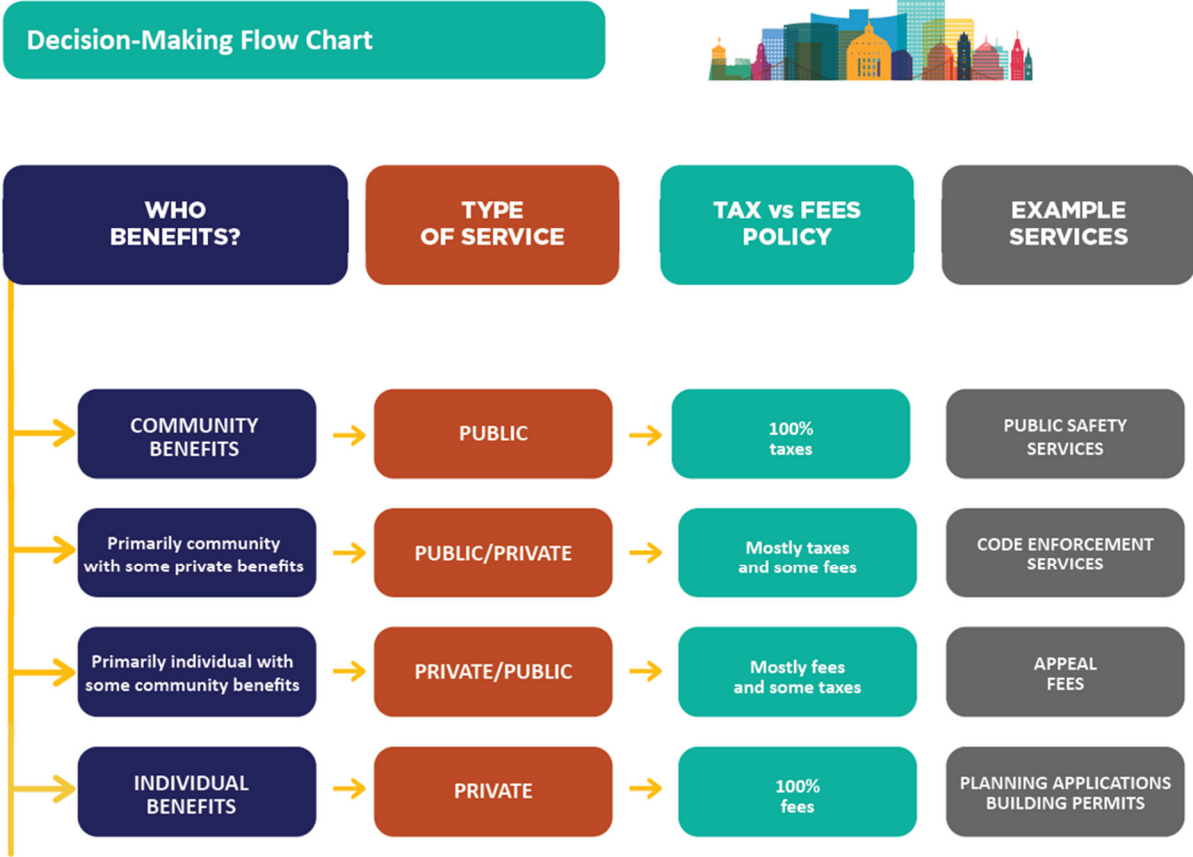 Decision-Making Flow Chart
WHO
BENEFITS?
TYPE
OF SERVICE
TAX vs FEES
POLICY
EXAMPLE
SERVICES
COMMUNITY
BENEFITS
PUBLIC
100%
taxes
PUBLIC SAFETY
SERVICES
Primarily community
with some private benefits
PUBLIC/PRIVATE
Mostly taxes
and some fees
CODE ENFORCEMENT
SERVICES
Primarily individual with
some community benefits
PRIVATE/PUBLIC
Mostly fees
and some taxes
APPEAL
FEES
INDIVIDUAL
BENEFITS
PRIVATE
100%
fees
PLANNING APPLICATIONS
BUILDING PERMITS